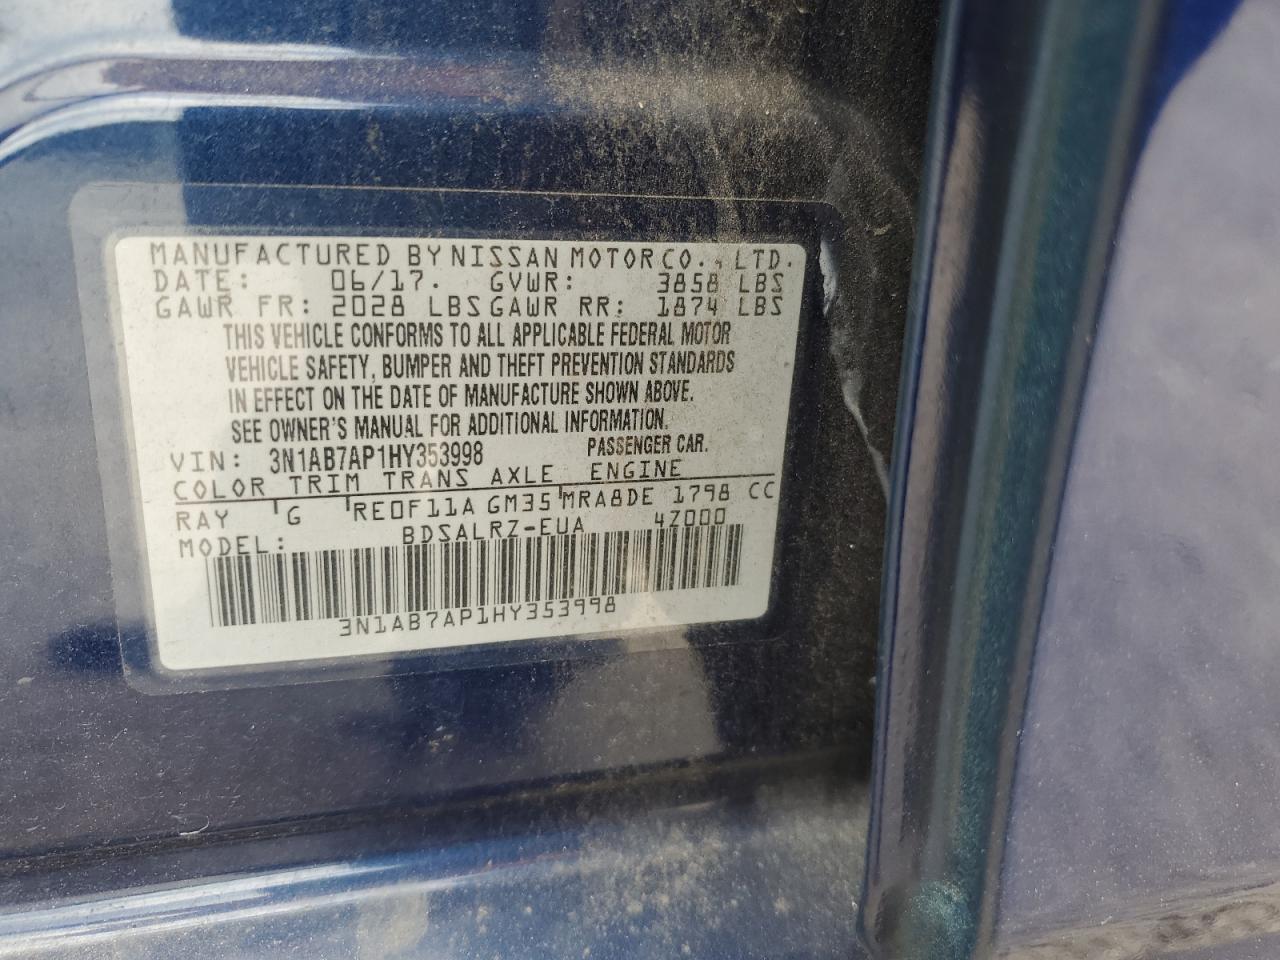 MANUFACTURED BY NISSAN MOTOR CO., LTD.
DATE: 06/17. GVWR: 3858 LBS
GAWR FR: 2028 LBS GAWR RR: 1874 LBS
THIS VEHICLE CONFORMS TO ALL APPLICABLE FEDERAL MOTOR
VEHICLE SAFETY, BUMPER AND THEFT PREVENTION STANDARDS
IN EFFECT ON THE DATE OF MANUFACTURE SHOWN ABOVE.
SEE OWNER'S MANUAL FOR ADDITIONAL INFORMATION.
VIN: 3N1AB7AP1HY353998 PASSENGER CAR.
COLOR TRIM TRANS AXLE ENGINE
RAY G RE0F11A GM35 MRA8DE 1798 CC
MODEL: BDSALRZ-EUA 4Z000
3N1AB7AP1HY353998